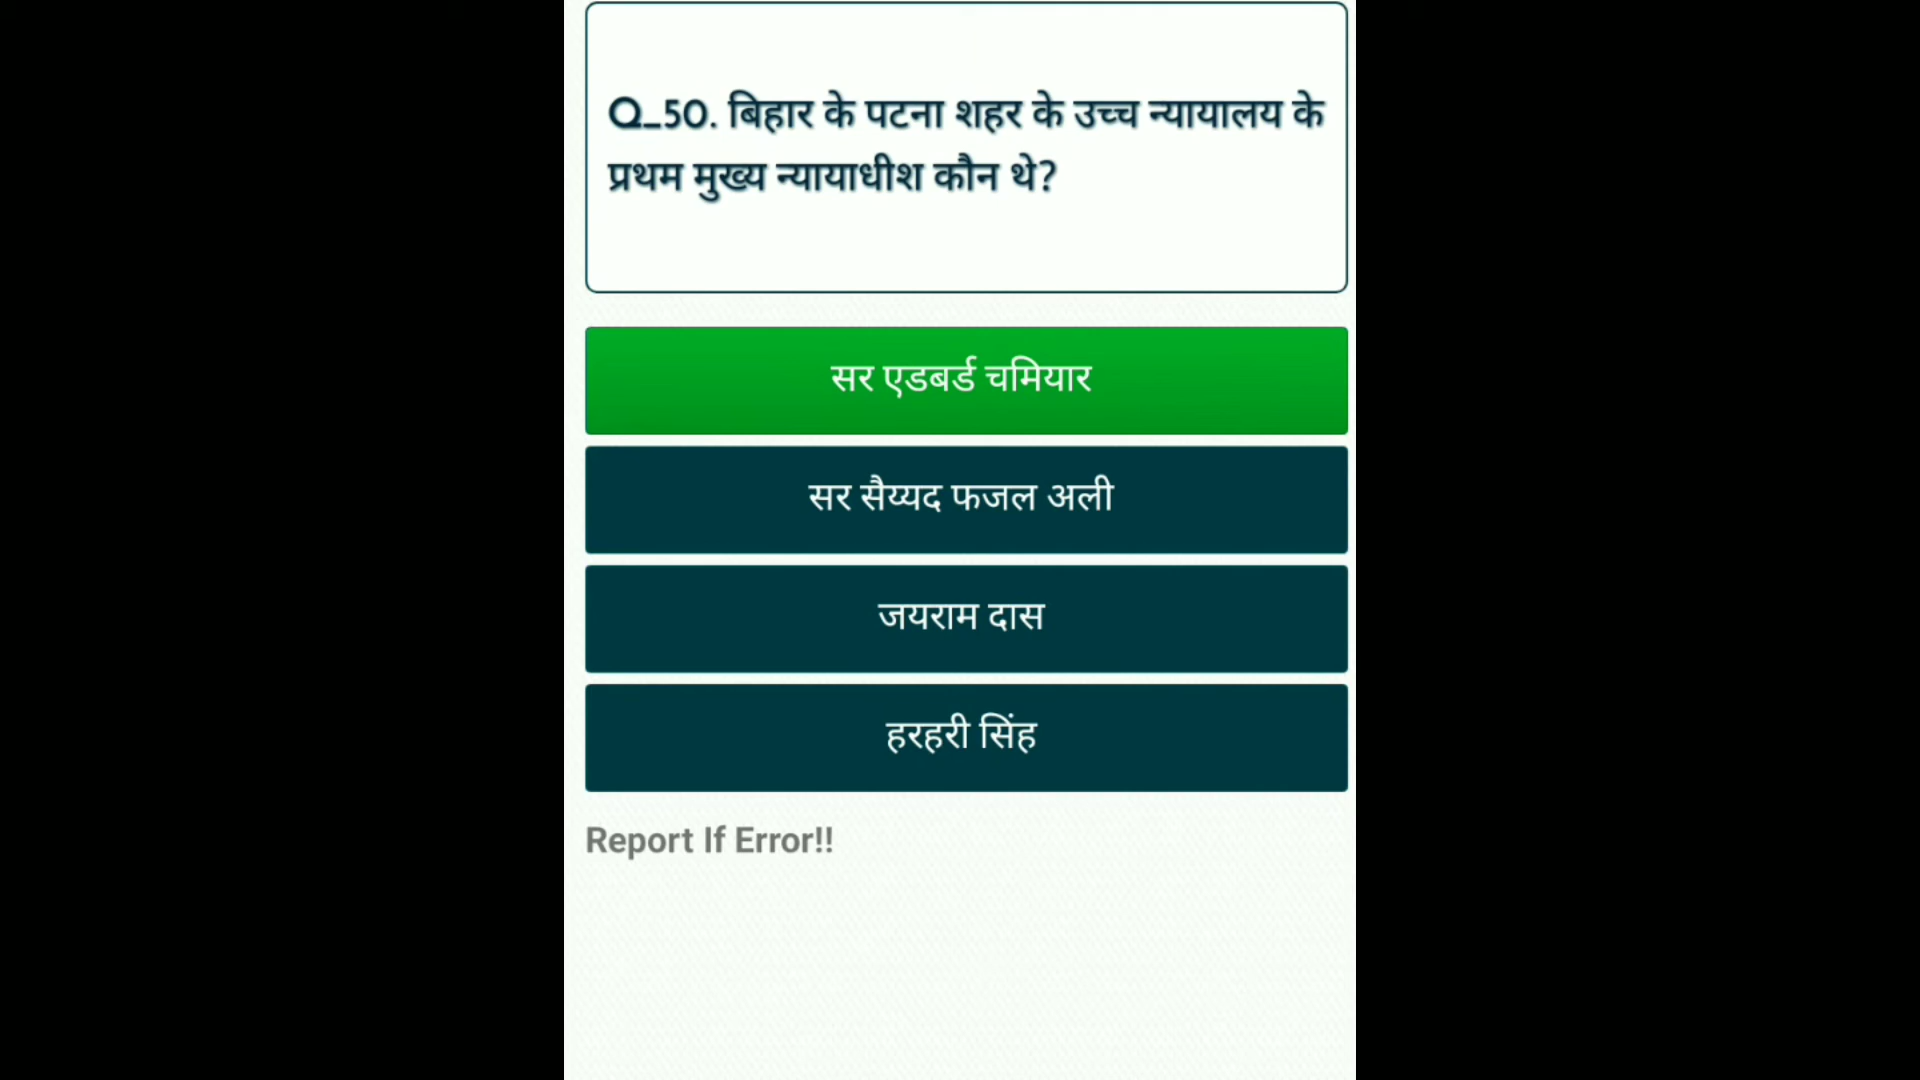 Q_50. बिहार के पटना शहर के उच्च न्यायालय के
प्रथम मुख्य न्यायाधीश कौन थे?
सर एडबर्ड चमियार
सर सैय्यद फजल अली
जयराम दास
हरहरी सिंह
Report If Error!!